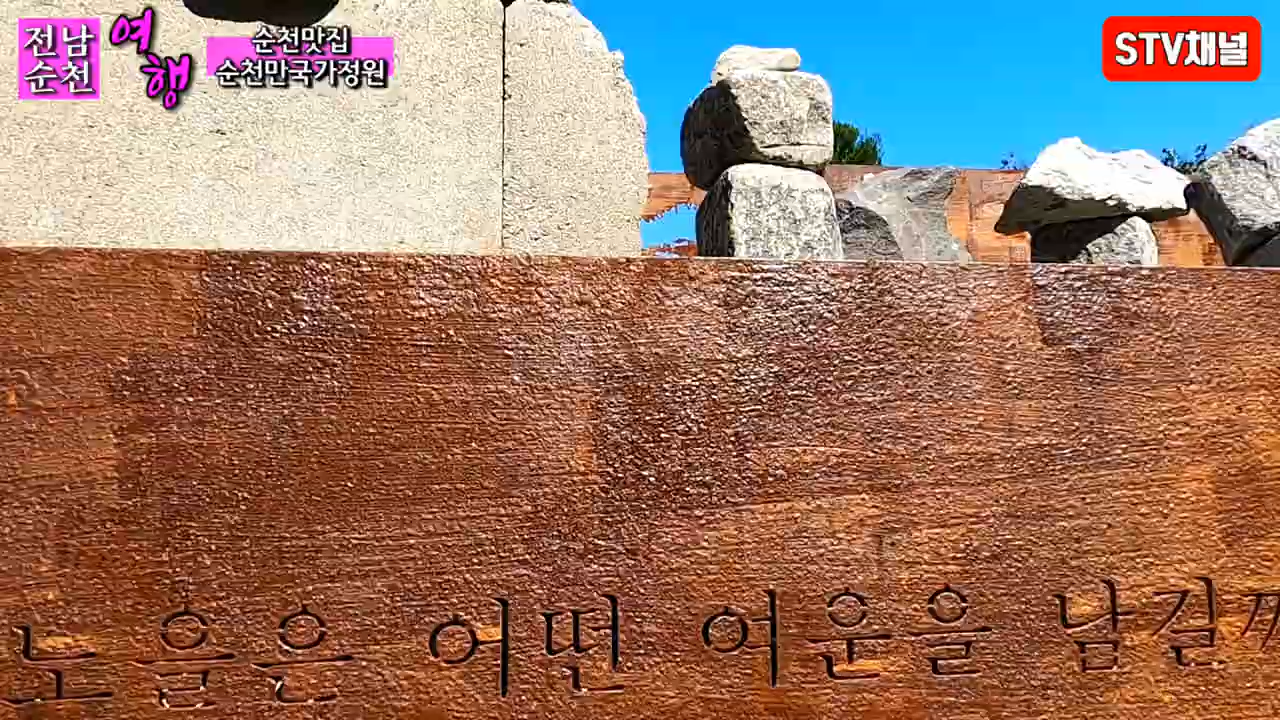 전남
순천
여행
순천맛집
순천만국가정원
STV채널
노을은 어떤 여운을 남길